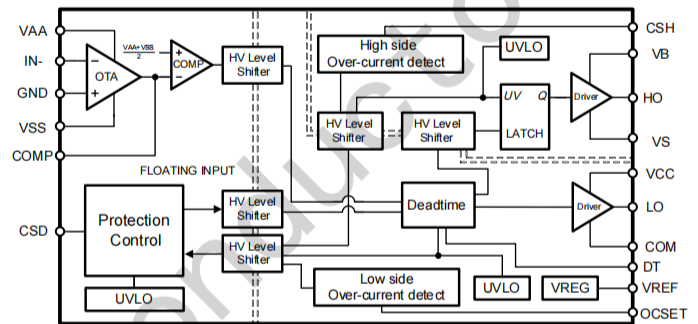 VAA
IN-
GND
VSS
COMP
CSD
OTA
VAA+VSS
2
COMP
HV Level
Shifter
High side
Over-current detect
UVLO
HV Level
Shifter
HV Level
Shifter
UV Q
LATCH
Driver
CSH
VB
HO
VS
FLOATING INPUT
Protection
Control
UVLO
HV Level
Shifter
HV Level
Shifter
Deadtime
Driver
Low side
Over-current detect
UVLO
VREG
VCC
LO
COM
DT
VREF
OCSET
onductor